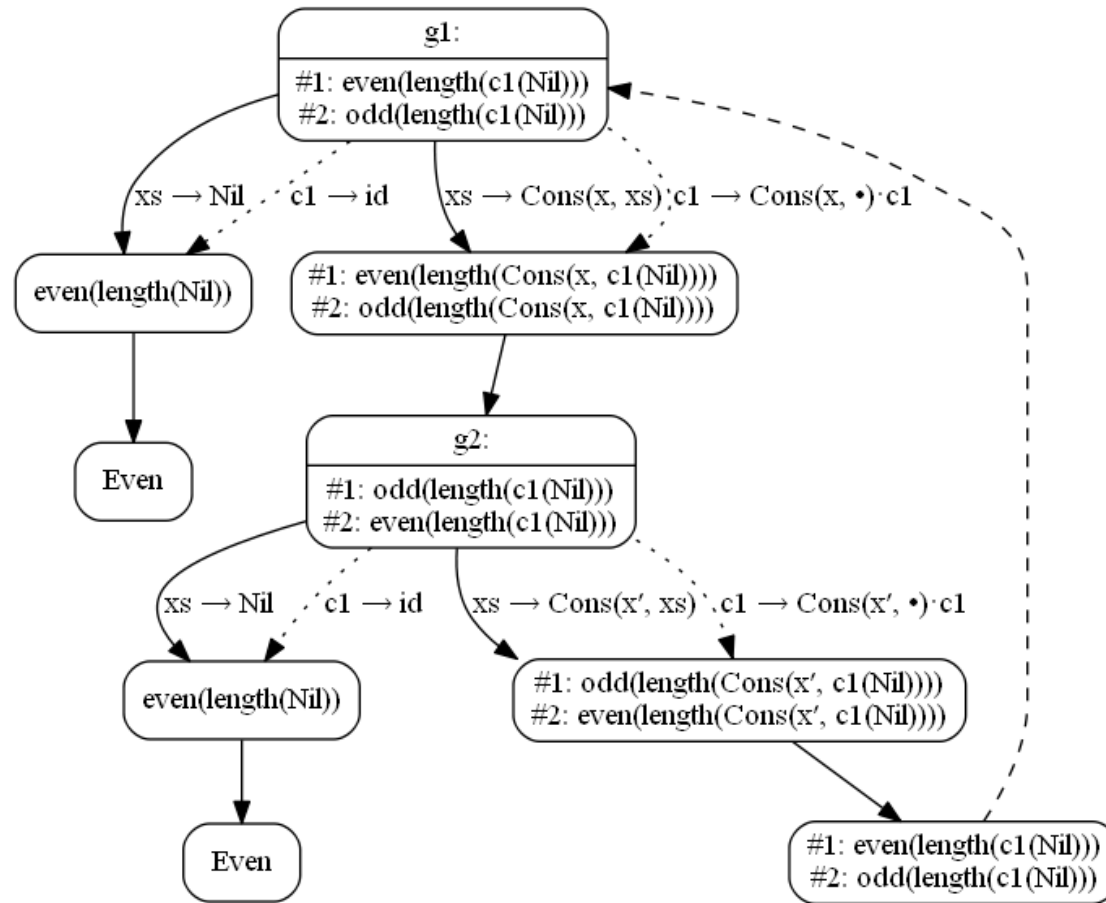 g1:
#1: even(length(c1(Nil)))
#2: odd(length(c1(Nil)))
xs → Nil
c1 → id
xs → Cons(x, xs)
c1 → Cons(x, •)·c1
even(length(Nil))
#1: even(length(Cons(x, c1(Nil))))
#2: odd(length(Cons(x, c1(Nil))))
Even
g2:
#1: odd(length(c1(Nil)))
#2: even(length(c1(Nil)))
xs → Nil
c1 → id
xs → Cons(x′, xs)
c1 → Cons(x′, •)·c1
even(length(Nil))
#1: odd(length(Cons(x′, c1(Nil))))
#2: even(length(Cons(x′, c1(Nil))))
Even
#1: even(length(c1(Nil)))
#2: odd(length(c1(Nil)))